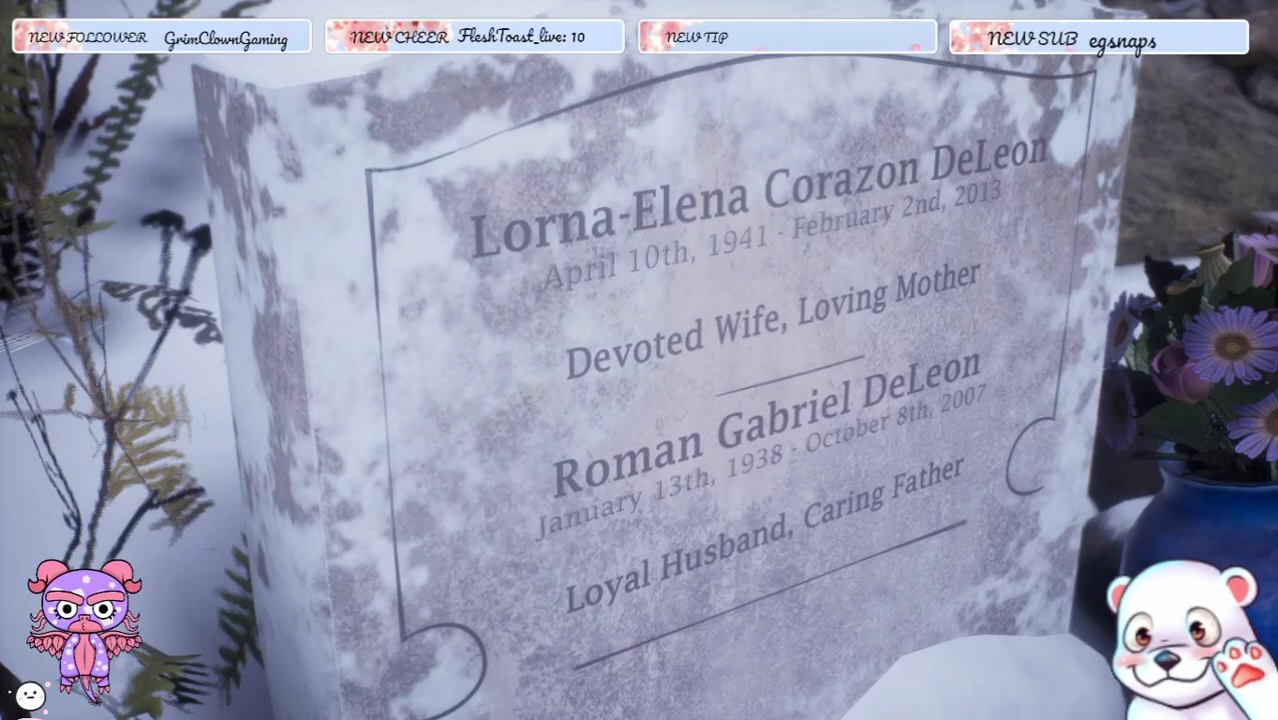 NEW FOLLOWER GrimClownGaming
NEW CHEER FleshToast_live: 10
NEW TIP
NEW SUB egsnaps
Lorna-Elena Corazon DeLeon
April 10th, 1941 - February 2nd, 2013
Devoted Wife, Loving Mother
Roman Gabriel DeLeon
January 13th, 1938 - October 8th, 2007
Loyal Husband, Caring Father